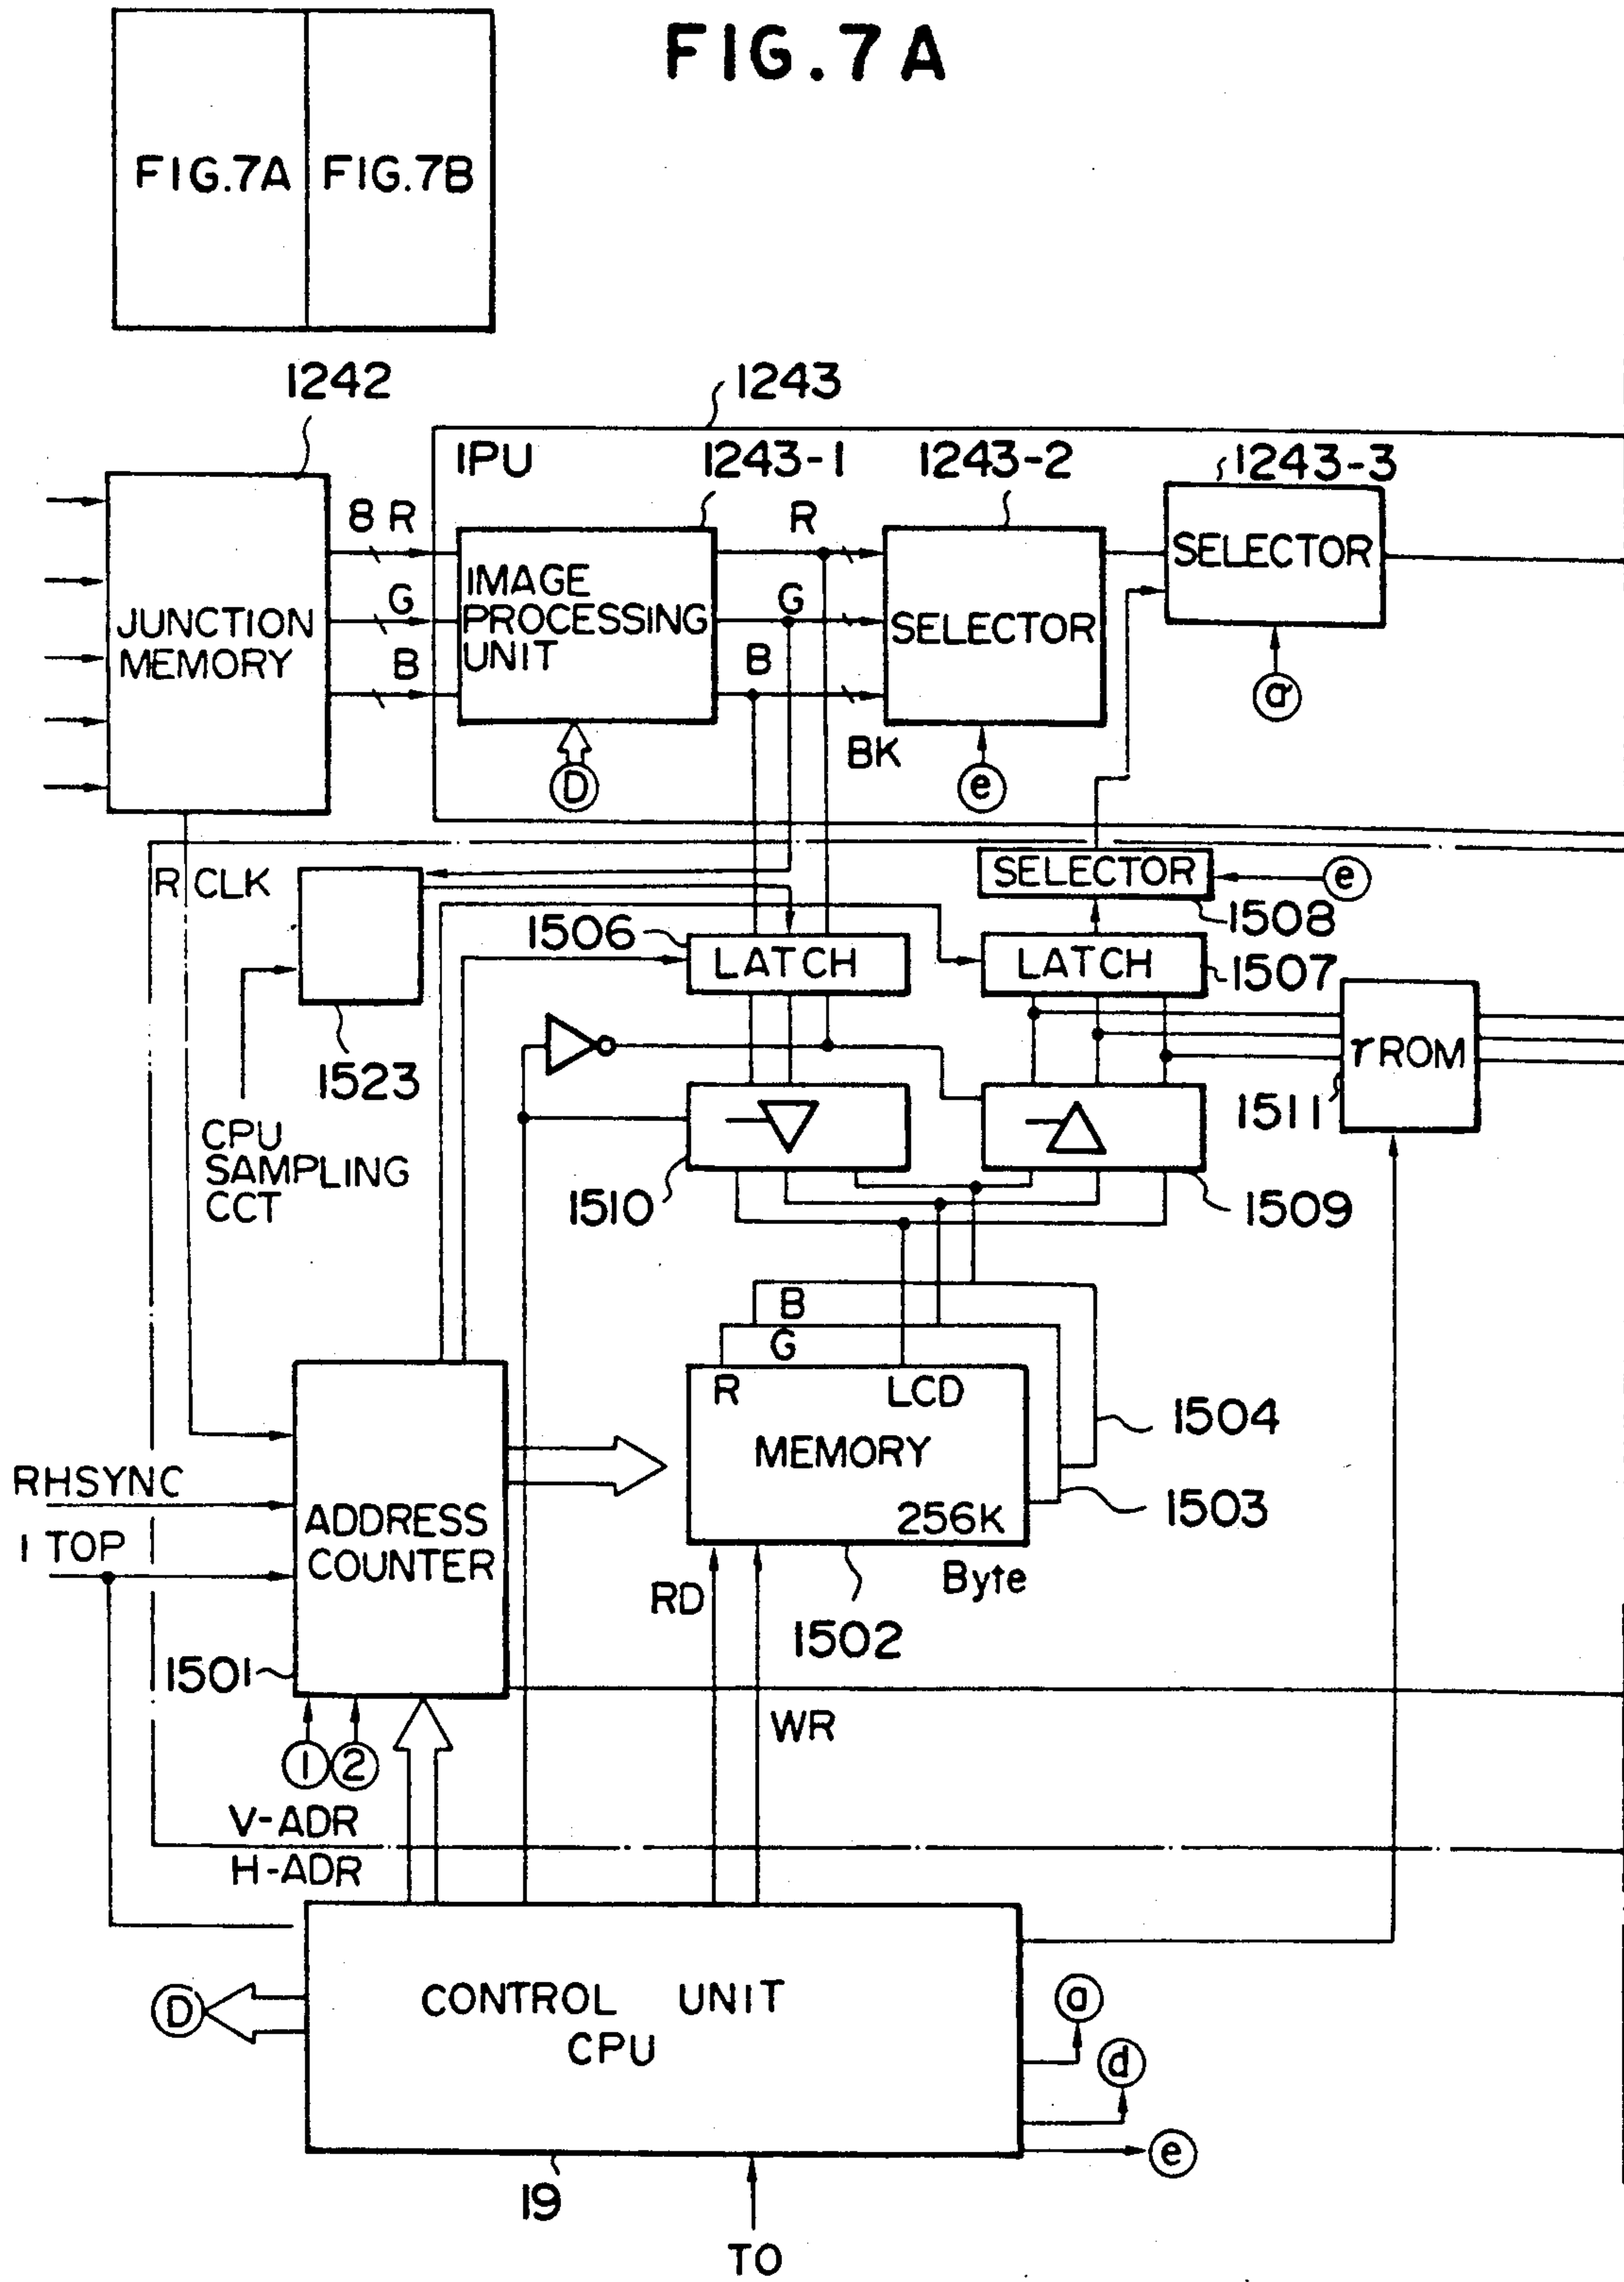 FIG. 7A
FIG.7A FIG.7B
1242
1243
IPU
1243-1
1243-2
1243-3
8 R
G
B
JUNCTION
MEMORY
IMAGE
PROCESSING
UNIT
R
G
B
SELECTOR
SELECTOR
a
BK
D
e
R CLK
SELECTOR
e
1508
1506
LATCH
LATCH
1507
1523
γROM
1511
CPU
SAMPLING
CCT
1510
1509
B
G
R
LCD
MEMORY
256K
Byte
1504
1503
1502
RHSYNC
I TOP
ADDRESS
COUNTER
1501
RD
WR
1
2
V-ADR
H-ADR
CONTROL UNIT
CPU
D
a
d
e
19
TO